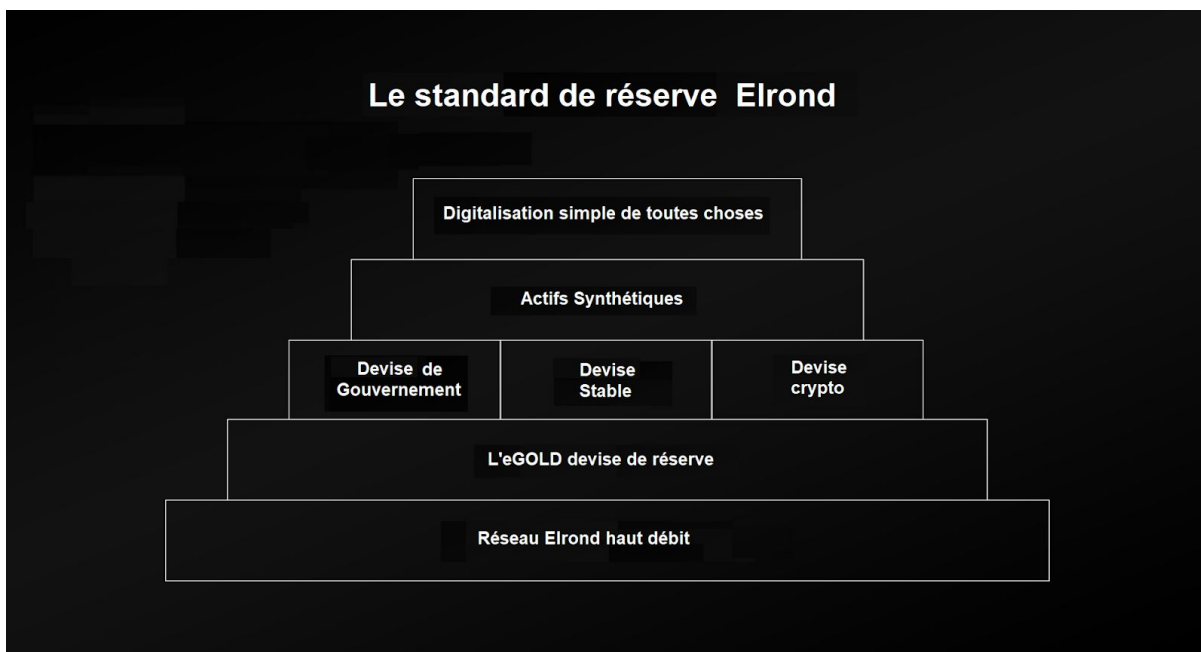 Le standard de réserve Elrond
Digitalisation simple de toutes choses
Actifs Synthétiques
Devise de
Gouvernement
Devise
Stable
Devise
crypto
L'eGOLD devise de réserve
Réseau Elrond haut débit